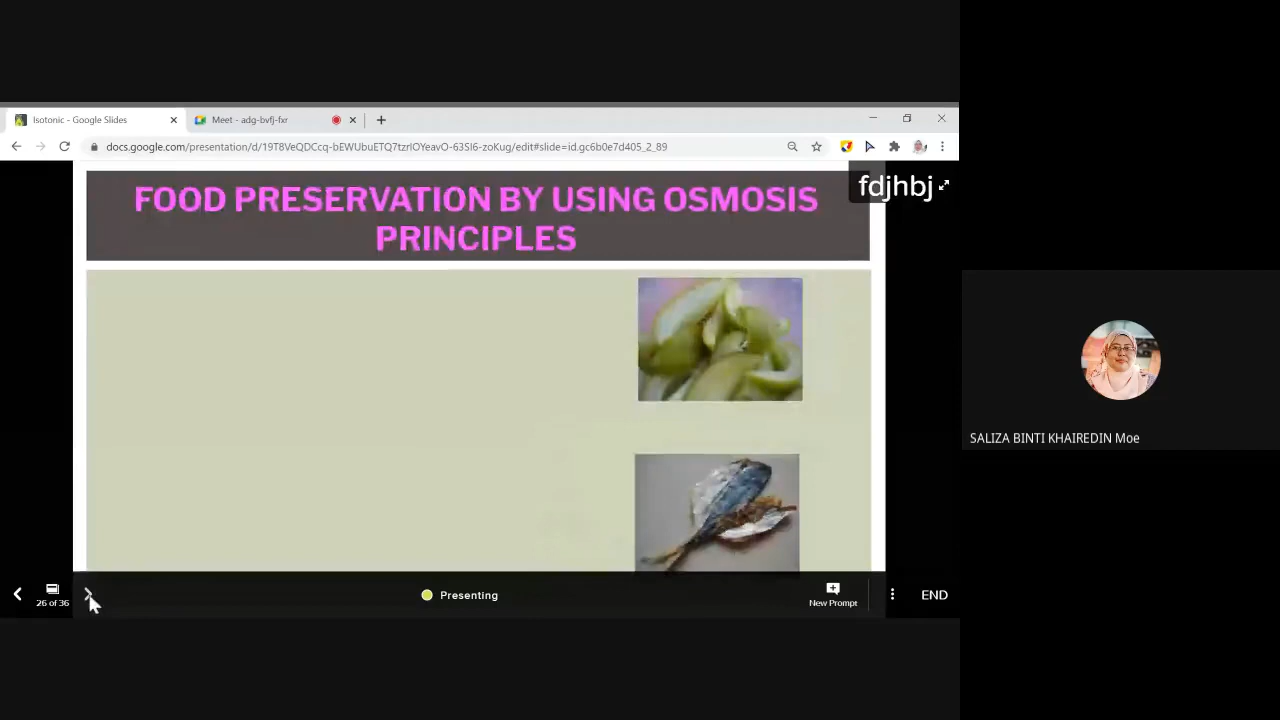 Isotonic - Google Slides
Meet - adg-bvfj-fxr
docs.google.com/presentation/d/19T8VeQDCcq-bEWUbuETQ7tzrlOYeavO-63Sl6-zoKug/edit#slide=id.gc6b0e7d405_2_89
fdjhbj
FOOD PRESERVATION BY USING OSMOSIS
PRINCIPLES
SALIZA BINTI KHAIREDIN Moe
26 of 36
Presenting
New Prompt
END